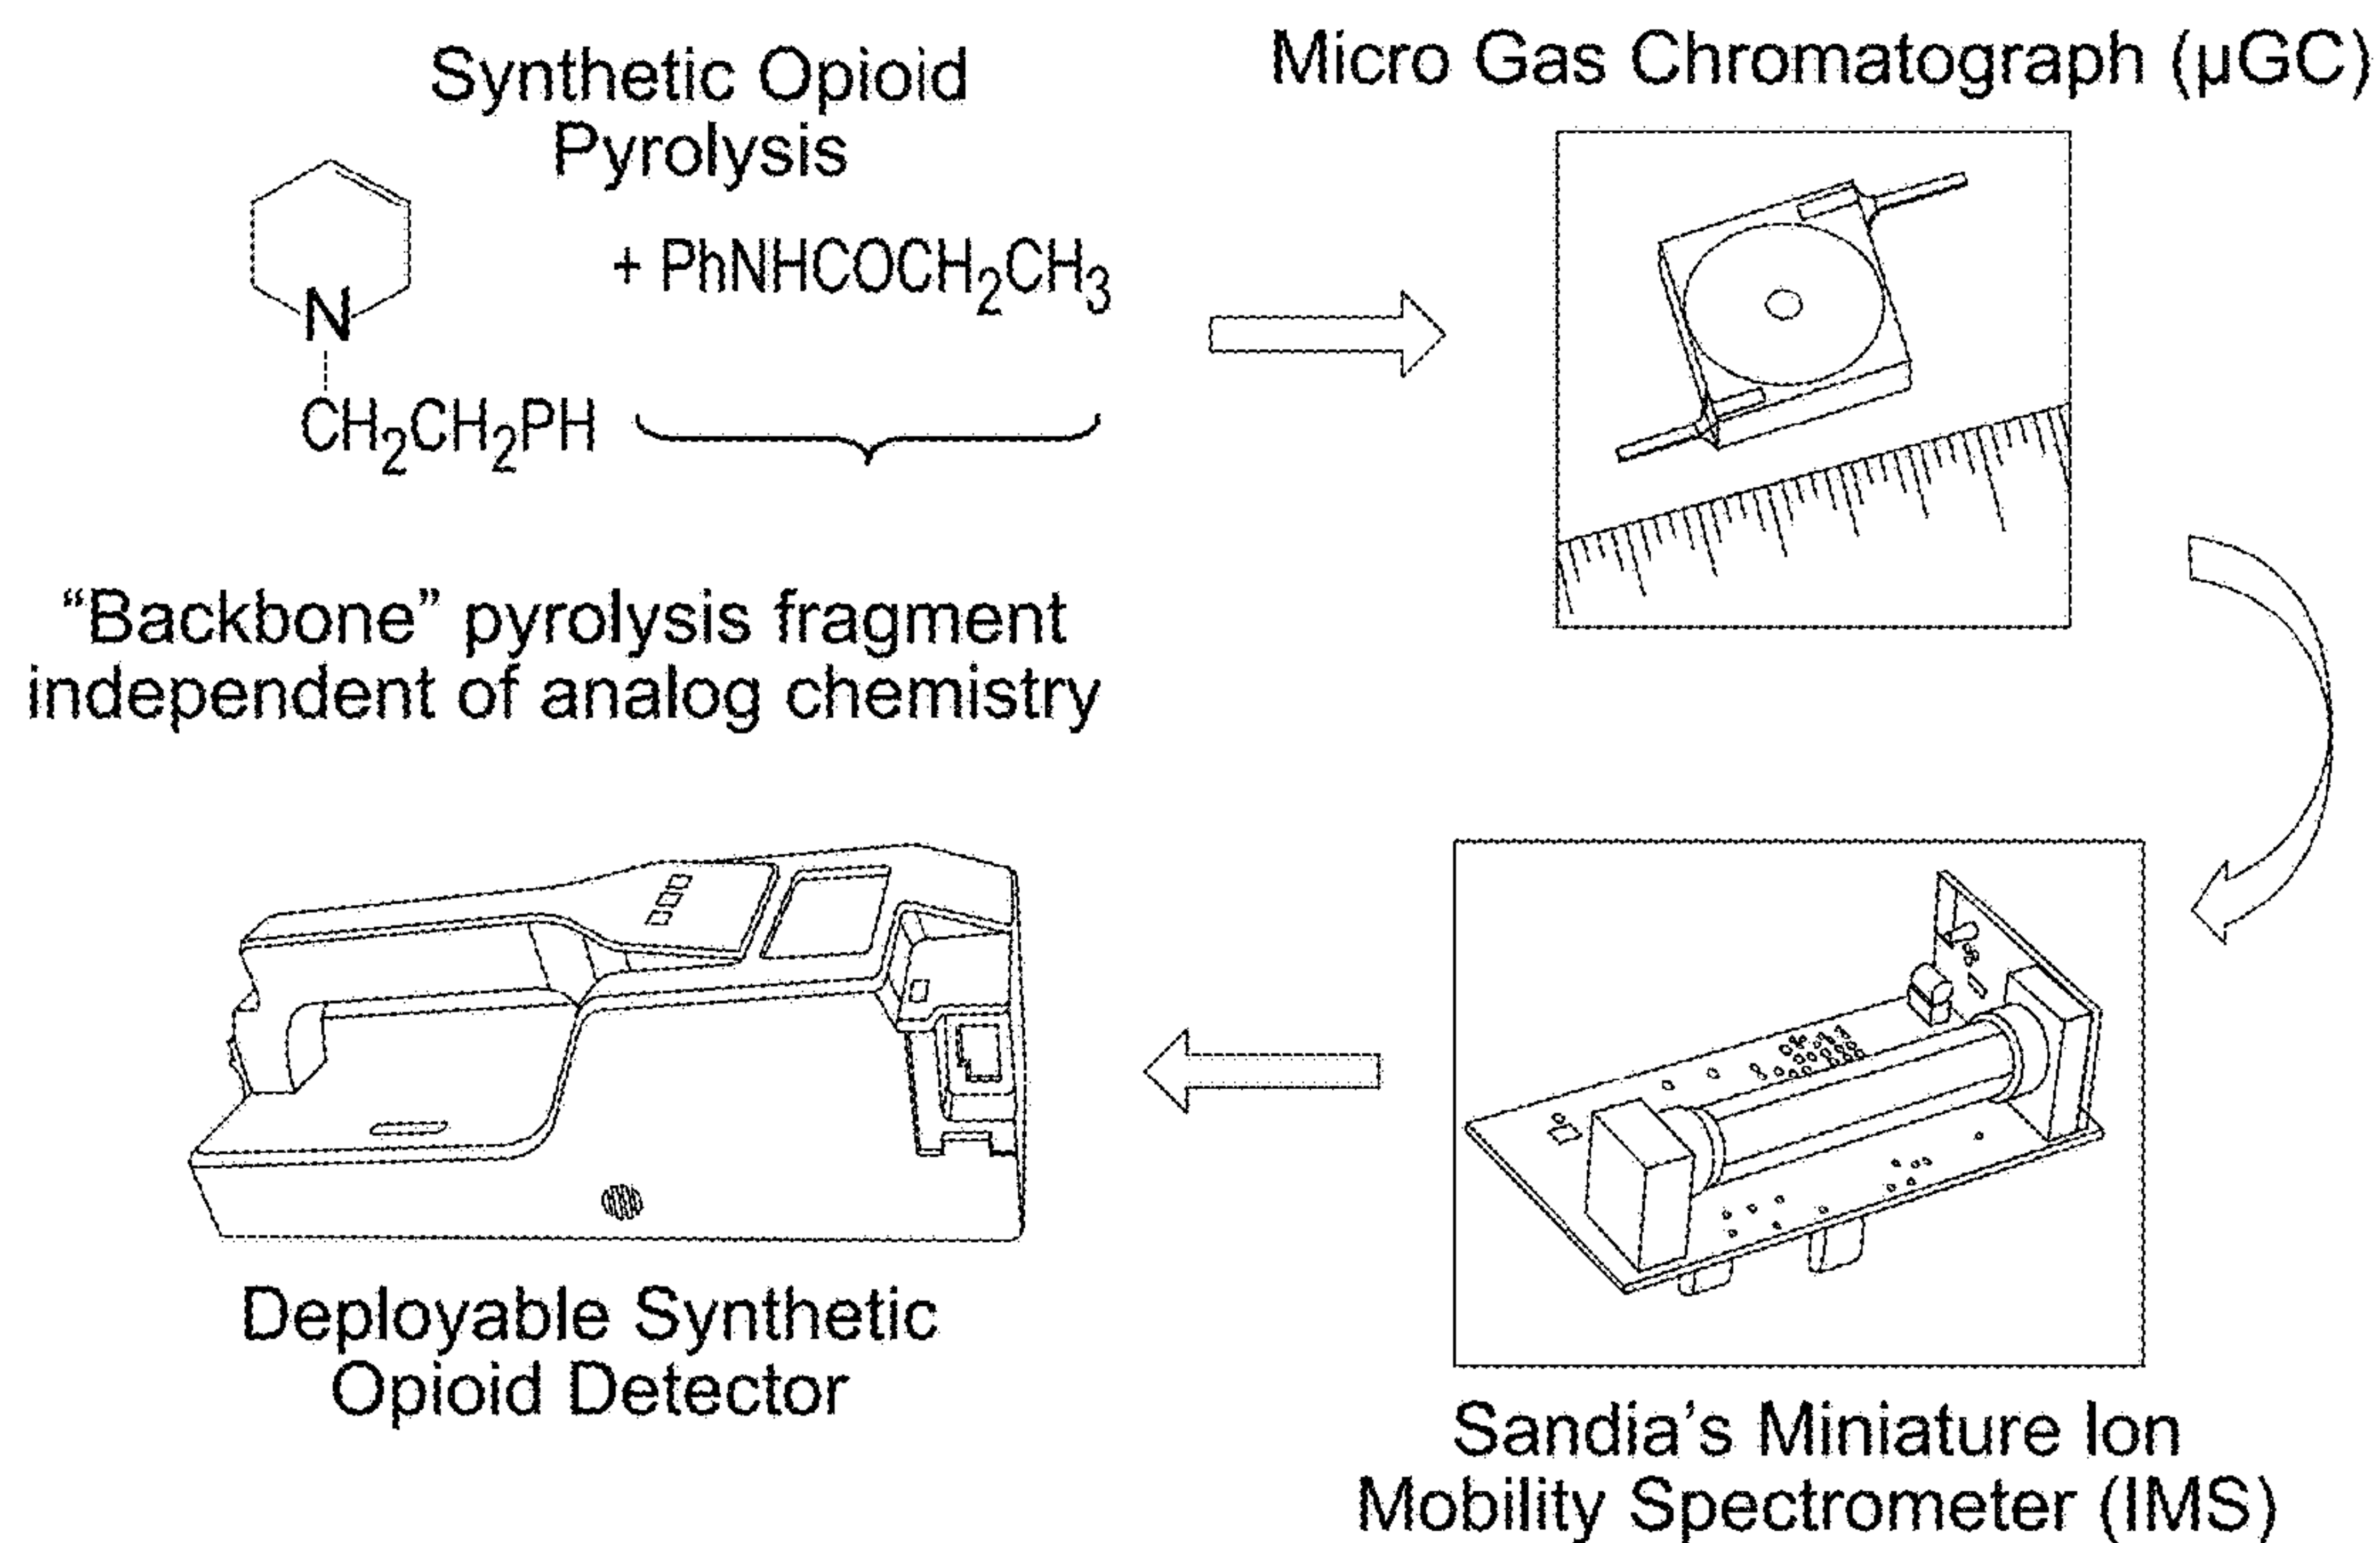 Synthetic Opioid
Pyrolysis
N
CH₂CH₂PH
+ PhNHCOCH₂CH₃
“Backbone” pyrolysis fragment
independent of analog chemistry
Micro Gas Chromatograph (µGC)
Sandia’s Miniature Ion
Mobility Spectrometer (IMS)
Deployable Synthetic
Opioid Detector